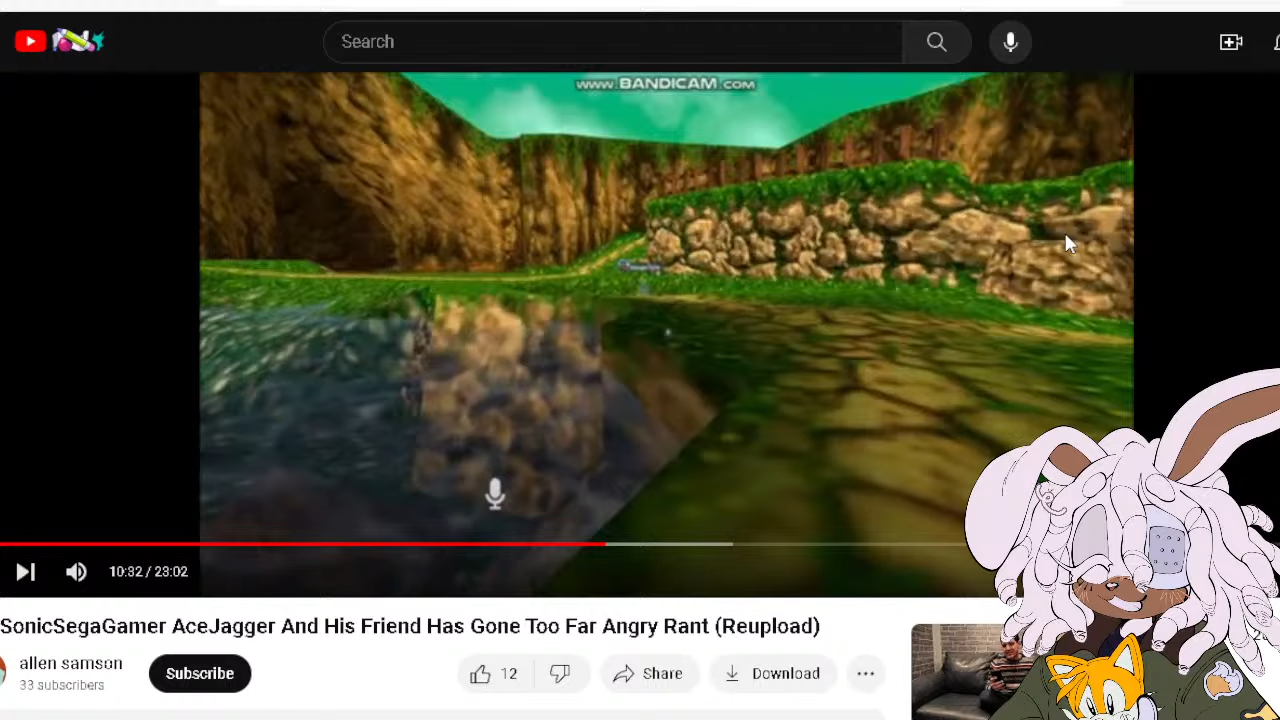 Search
www.BANDICAM.com
10:32 / 23:02
SonicSegaGamer AceJagger And His Friend Has Gone Too Far Angry Rant (Reupload)
allen samson
33 subscribers
Subscribe
12
Share
Download